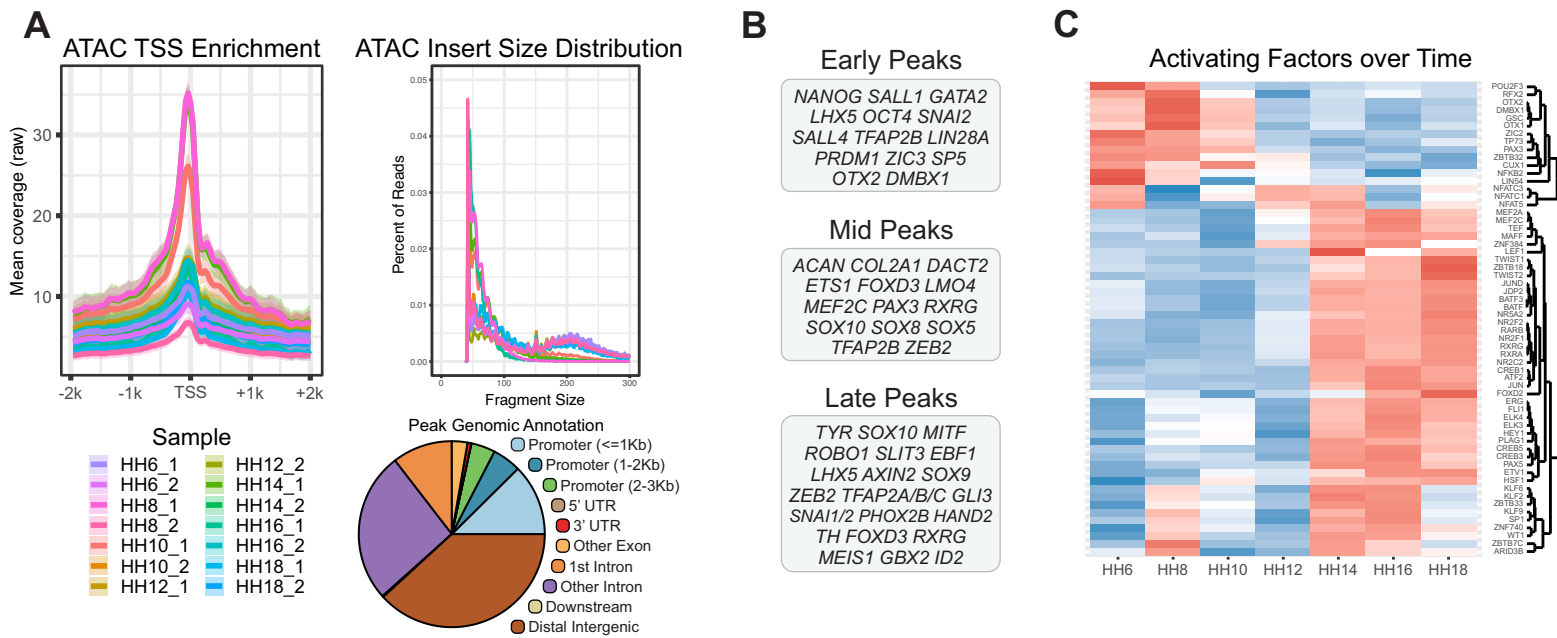 A
ATAC TSS Enrichment
Mean coverage (raw)
30
20
10
-2k
-1k
TSS
+1k
+2k
Sample
HH6_1
HH6_2
HH8_1
HH8_2
HH10_1
HH10_2
HH12_1
HH12_2
HH14_1
HH14_2
HH16_1
HH16_2
HH18_1
HH18_2
ATAC Insert Size Distribution
Percent of Reads
0.05
0.04
0.03
0.02
0.01
0.00
0
100
200
300
Fragment Size
Peak Genomic Annotation
Promoter (<=1Kb)
Promoter (1-2Kb)
Promoter (2-3Kb)
5' UTR
3' UTR
Other Exon
1st Intron
Other Intron
Downstream
Distal Intergenic
B
Early Peaks
NANOG SALL1 GATA2
LHX5 OCT4 SNAI2
SALL4 TFAP2B LIN28A
PRDM1 ZIC3 SP5
OTX2 DMBX1
Mid Peaks
ACAN COL2A1 DACT2
ETS1 FOXD3 LMO4
MEF2C PAX3 RXRG
SOX10 SOX8 SOX5
TFAP2B ZEB2
Late Peaks
TYR SOX10 MITF
ROBO1 SLIT3 EBF1
LHX5 AXIN2 SOX9
ZEB2 TFAP2A/B/C GLI3
SNAI1/2 PHOX2B HAND2
TH FOXD3 RXRG
MEIS1 GBX2 ID2
C
Activating Factors over Time
POU2F3
RFX2
OTX2
DMBX1
GSC
OTX1
ZIC2
TP73
PAX3
ZBTB32
CUX1
NFKB2
LIN54
NFATC3
NFATC1
NFAT5
MEF2A
MEF2C
TEF
MAFF
ZNF384
LEF1
TWIST1
ZBTB18
TWIST2
JUND
JDP2
BATF3
BATF
NR5A2
NR2F2
RARB
NR2F1
RXRG
RXRA
NR2C2
CREB1
ATF2
JUN
FOXD2
ERG
FLI1
ELK4
ELK3
HEY1
PLAG1
CREB5
CREB3
PAX5
ETV1
HSF1
KLF6
KLF2
ZBTB33
KLF9
SP1
ZNF740
WT1
ZBTB7C
ARID3B
HH6
HH8
HH10
HH12
HH14
HH16
HH18